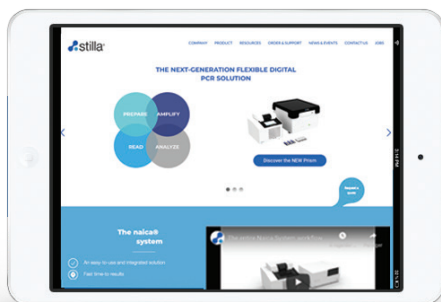 stilla
COMPANY PRODUCT RESOURCES ORDER & SUPPORT NEWS & EVENTS CONTACT US JOBS
THE NEXT-GENERATION FLEXIBLE DIGITAL
PCR SOLUTION
PREPARE AMPLIFY
READ ANALYZE
Discover the NEW Prism
Request a
The naica®
system
An easy to use and integrated solution
Fast time to results